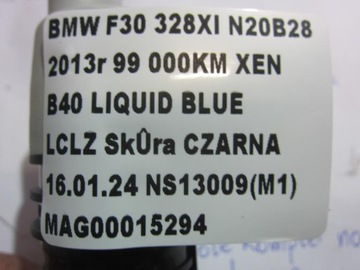 BMW F30 328XI N20B28
2013r 99 000KM XEN
B40 LIQUID BLUE
LCLZ SkÛra CZARNA
16.01.24 NS13009(M1)
MAG00015294